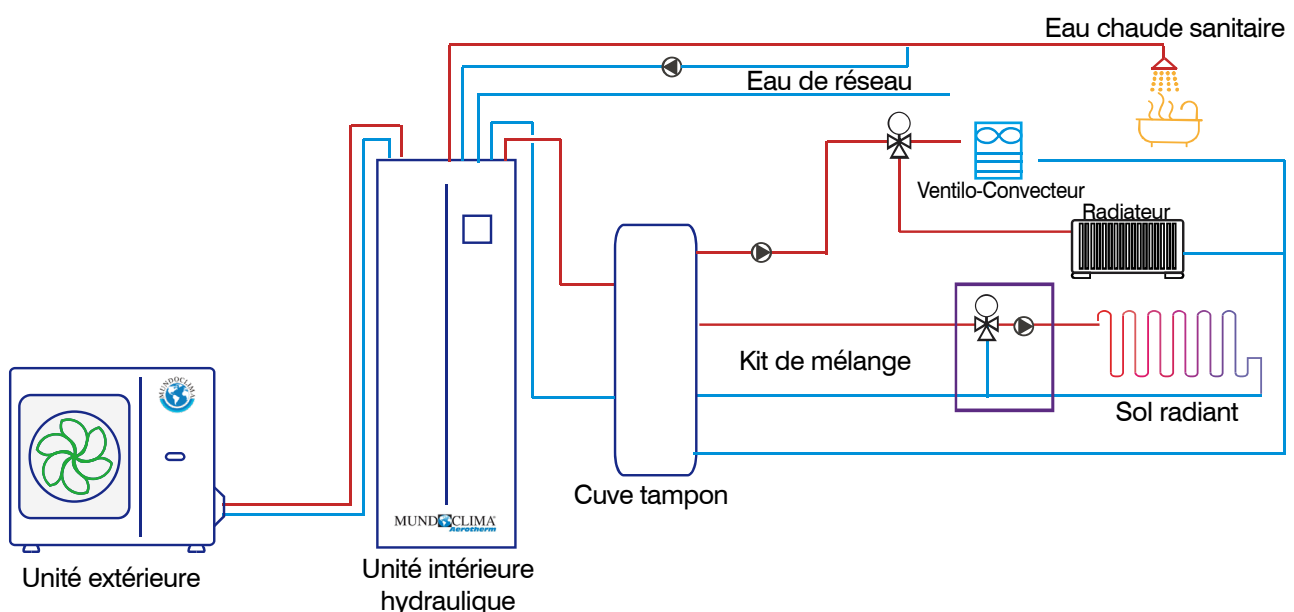 Eau chaude sanitaire
Eau de réseau
Ventilo-Convecteur
Radiateur
Kit de mélange
Sol radiant
Cuve tampon
MUNDOCLIMA
MUNDOCLIMA
Aerotherm
Unité extérieure
Unité intérieure
hydraulique